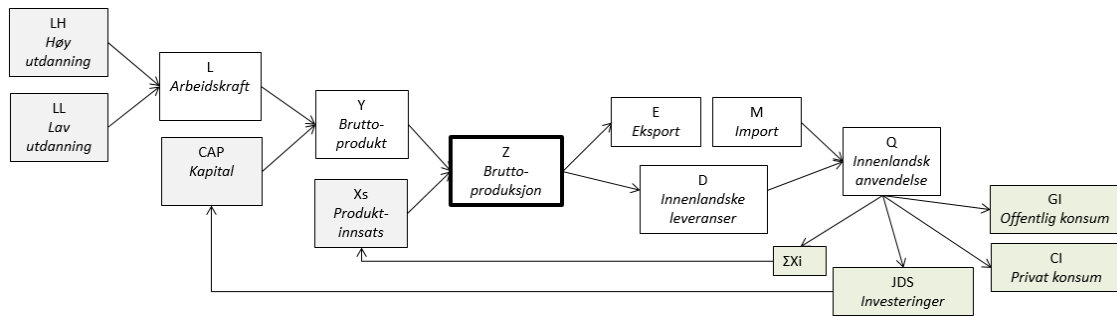 LH
Høy
utdanning
LL
Lav
utdanning
L
Arbeidskraft
CAP
Kapital
Y
Brutto-
produkt
Xs
Produkt-
innsats
Z
Brutto-
produksjon
E
Eksport
M
Import
D
Innenlandske
leveranser
Q
Innenlandsk
anvendelse
ΣXi
JDS
Investeringer
GI
Offentlig konsum
CI
Privat konsum